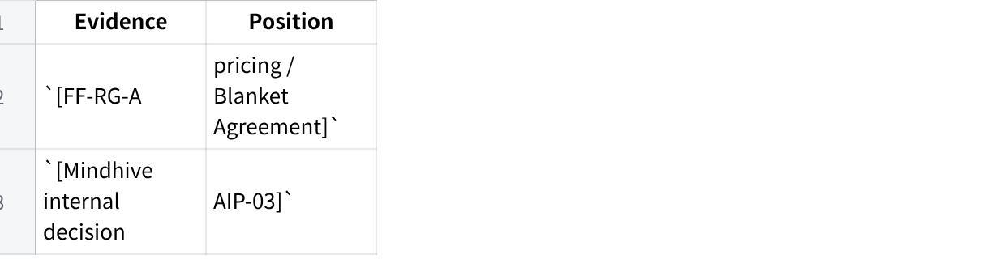 1 Evidence Position
2 `[FF-RG-A pricing /
Blanket
Agreement]`
3 `[Mindhive
internal
decision AIP-03]`